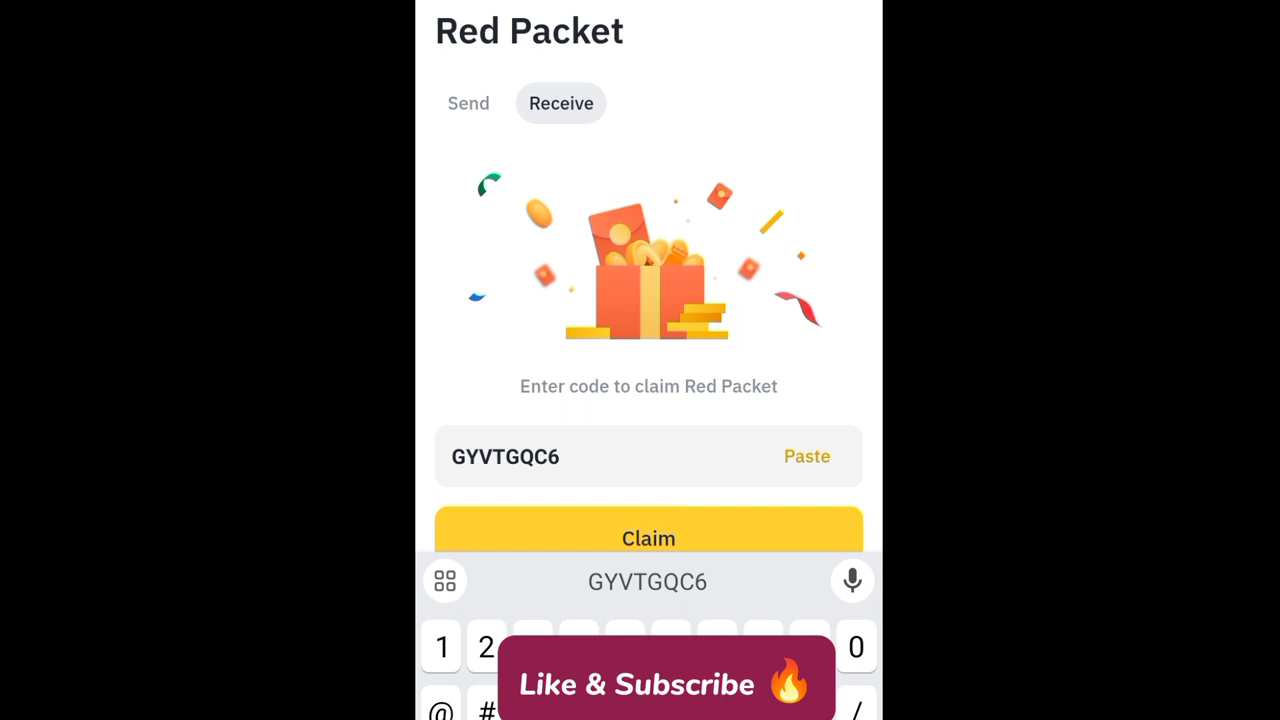 Red Packet
Send Receive
Enter code to claim Red Packet
GYVTGQC6 Paste
Claim
GYVTGQC6
1 2 0
@ # /
Like & Subscribe 🔥